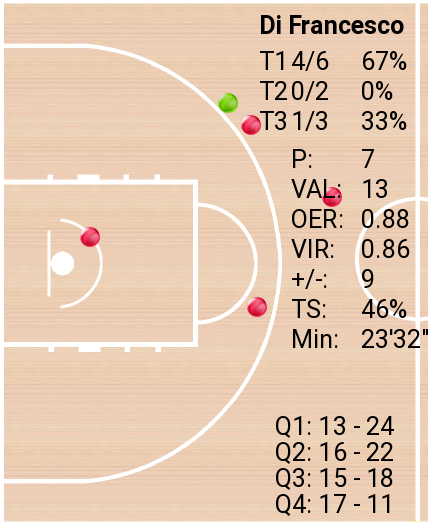 Di Francesco
T1 4/6 67%
T2 0/2 0%
T3 1/3 33%
P: 7
VAL: 13
OER: 0.88
VIR: 0.86
+/-: 9
TS: 46%
Min: 23'32"
Q1: 13 - 24
Q2: 16 - 22
Q3: 15 - 18
Q4: 17 - 11